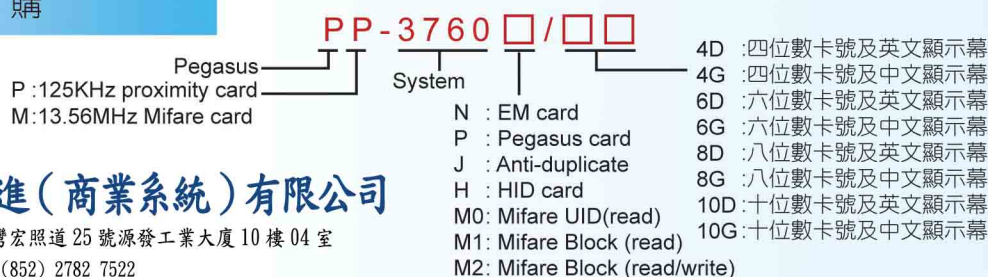 購
PP-3760□/□□
Pegasus
P :125KHz proximity card
M:13.56MHz Mifare card
System
N : EM card
P : Pegasus card
J : Anti-duplicate
H : HID card
M0: Mifare UID(read)
M1: Mifare Block (read)
M2: Mifare Block (read/write)
4D :四位數卡號及英文顯示幕
4G :四位數卡號及中文顯示幕
6D :六位數卡號及英文顯示幕
6G :六位數卡號及中文顯示幕
8D :八位數卡號及英文顯示幕
8G :八位數卡號及中文顯示幕
10D:十位數卡號及英文顯示幕
10G:十位數卡號及中文顯示幕
進(商業系統)有限公司
灣宏照道 25 號源發工業大廈 10 樓 04 室
(852) 2782 7522